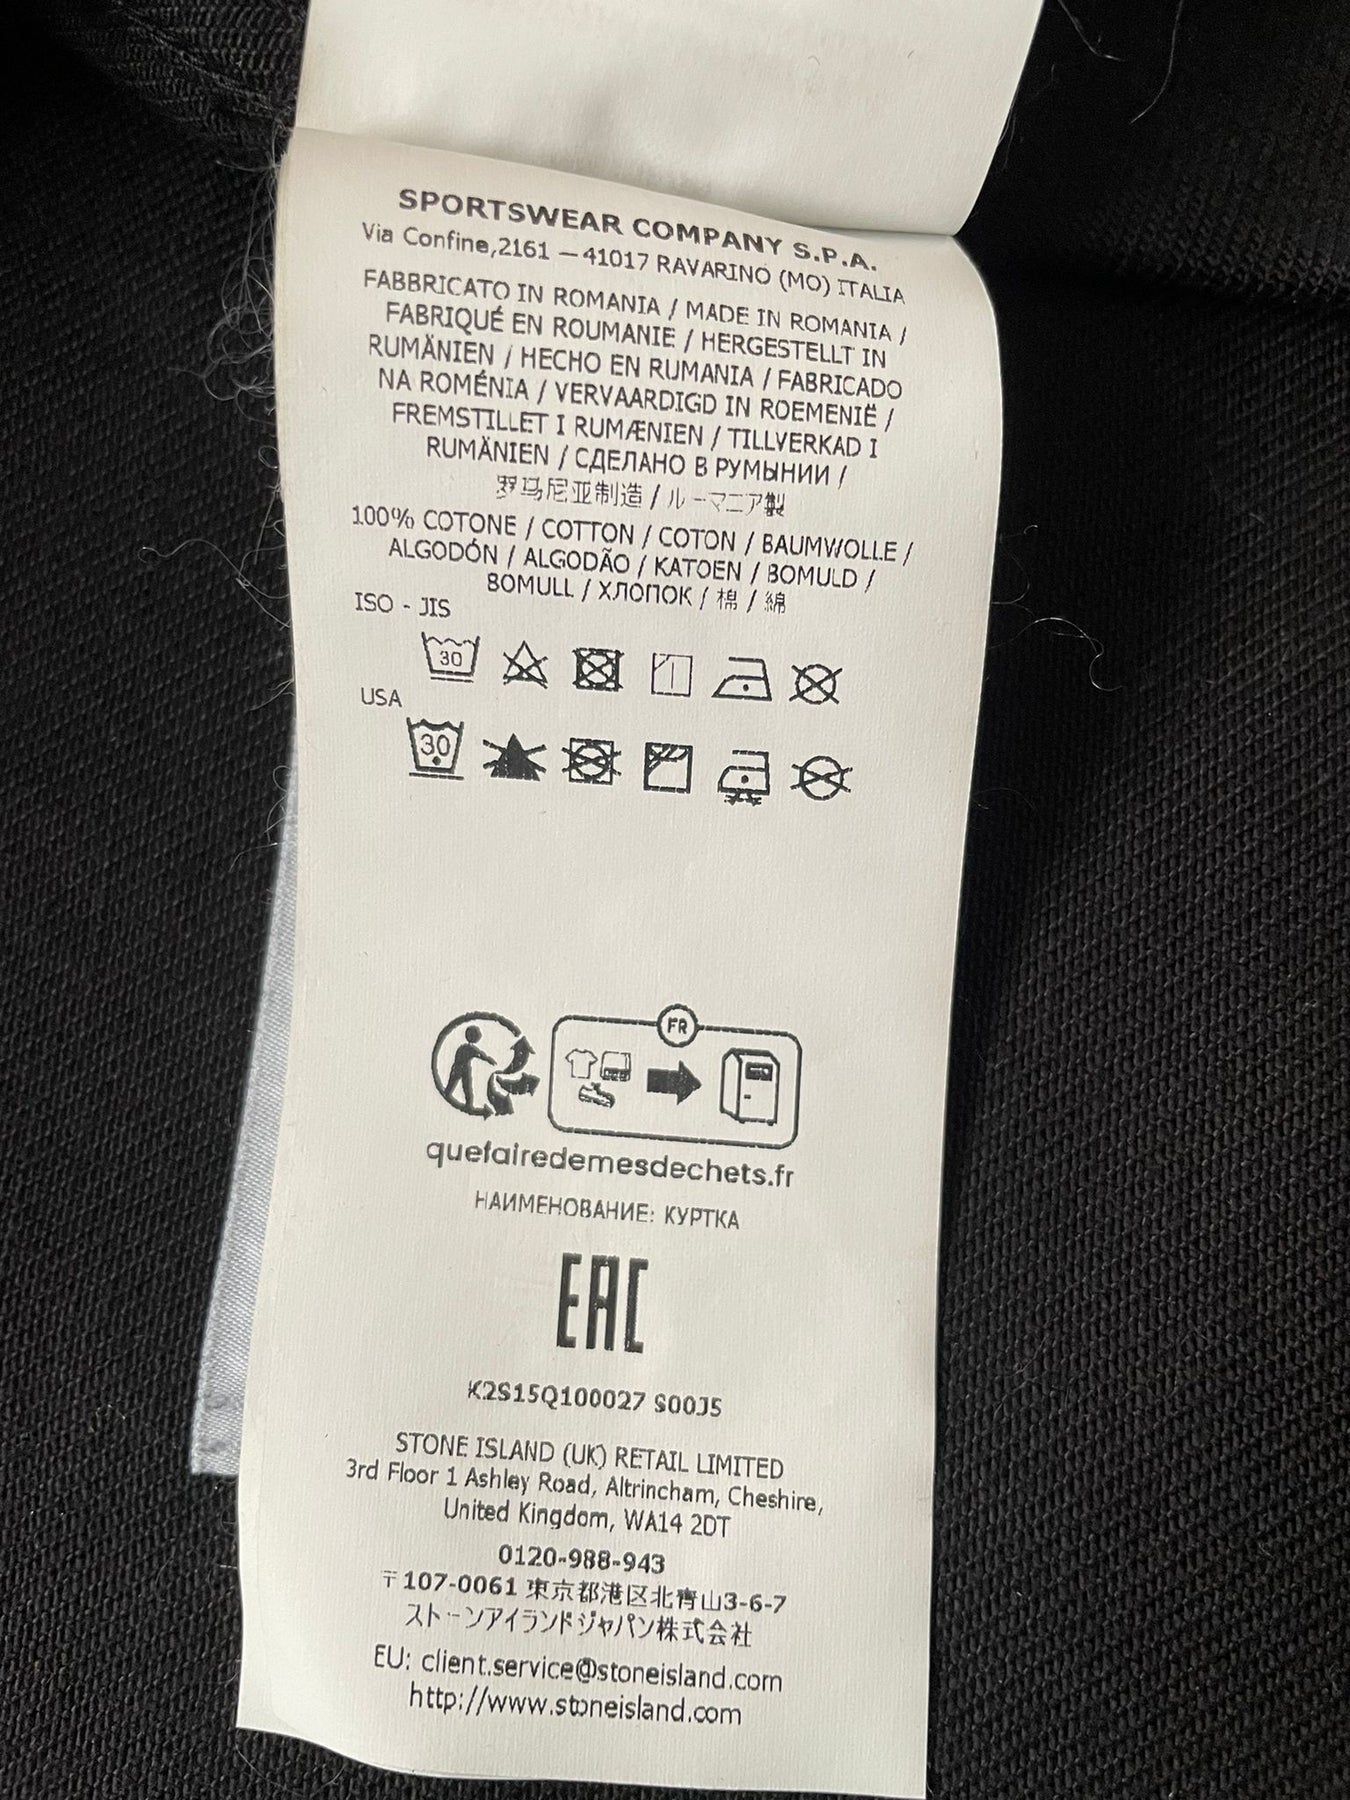 SPORTSWEAR COMPANY S.P.A.
Via Confine,2161 – 41017 RAVARINO (MO) ITALIA
FABBRICATO IN ROMANIA / MADE IN ROMANIA /
FABRIQUÉ EN ROUMANIE / HERGESTELLT IN
RUMÄNIEN / HECHO EN RUMANIA / FABRICADO
NA ROMÉNIA / VERVAARDIGD IN ROEMENIË /
FREMSTILLET I RUMÆNIEN / TILLVERKAD I
RUMÄNIEN / СДЕЛАНО В РУМЫНИИ /
罗马尼亚制造 / ルーマニア製
100% COTONE / COTTON / COTON / BAUMWOLLE /
ALGODÓN / ALGODÃO / KATOEN / BOMULD /
BOMULL / ХЛОПОК / 棉 / 綿
ISO - JIS
30
USA
30
FR
quefairedemesdechets.fr
НАИМЕНОВАНИЕ: КУРТКА
EAC
K2S15Q100027 S00J5
STONE ISLAND (UK) RETAIL LIMITED
3rd Floor 1 Ashley Road, Altrincham, Cheshire,
United Kingdom, WA14 2DT
0120-988-943
〒107-0061 東京都港区北青山3-6-7
ストーンアイランドジャパン株式会社
EU: client.service@stoneisland.com
http://www.stoneisland.com